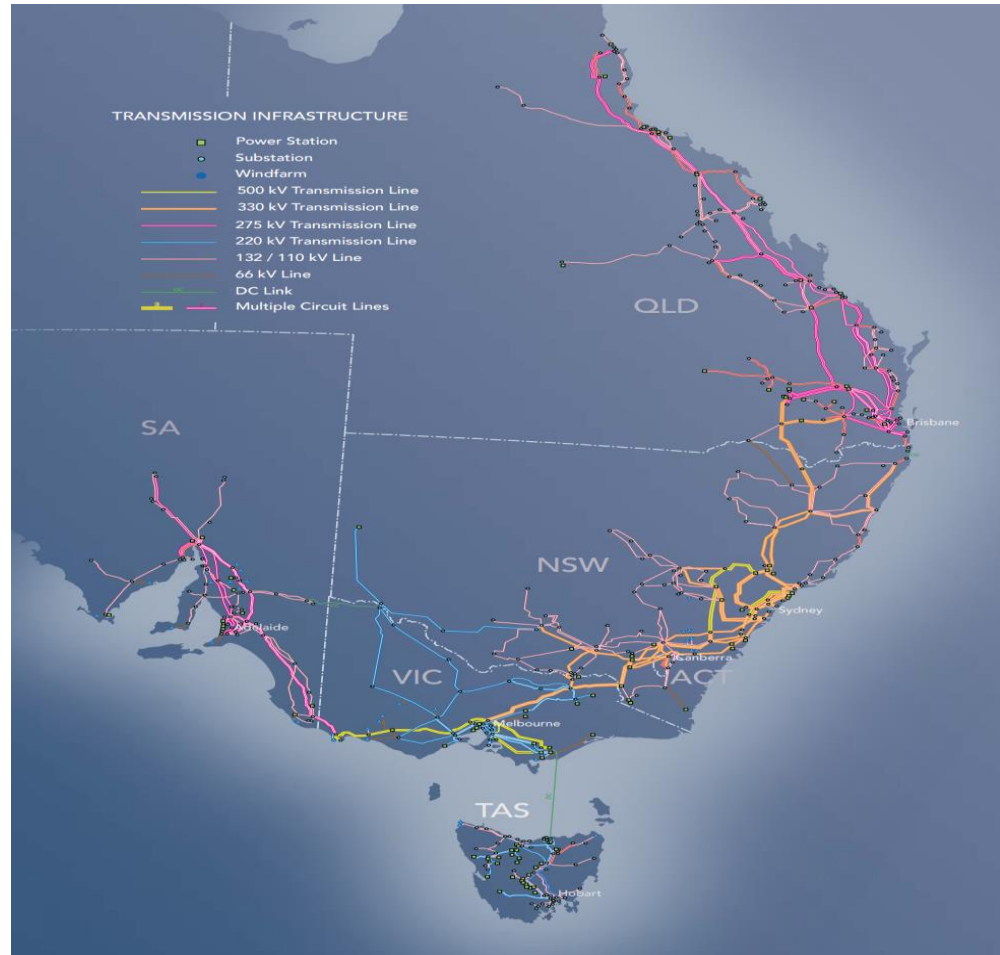 TRANSMISSION INFRASTRUCTURE
Power Station
Substation
Windfarm
500 kV Transmission Line
330 kV Transmission Line
275 kV Transmission Line
220 kV Transmission Line
132 / 110 kV Line
66 kV Line
DC Link
Multiple Circuit Lines
QLD
Brisbane
SA
NSW
Sydney
Adelaide
Canberra
VIC
ACT
Melbourne
TAS
Hobart